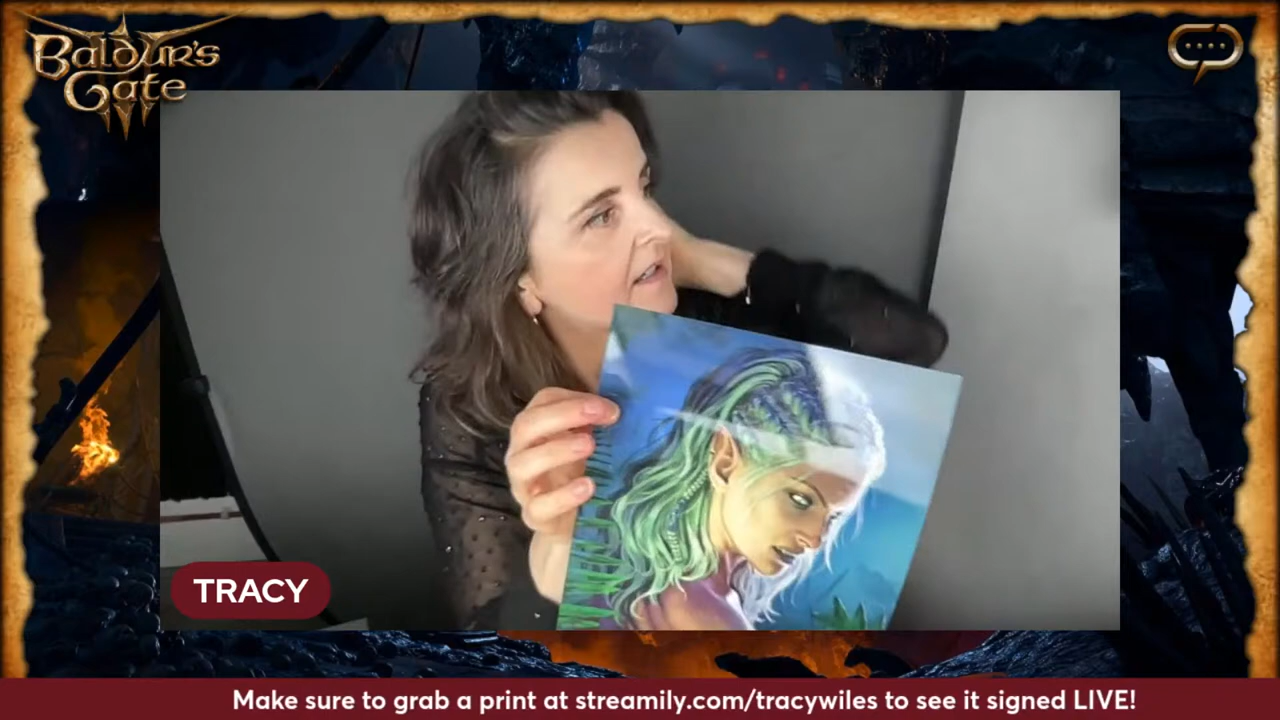 Baldur's
Gate
TRACY
Make sure to grab a print at streamily.com/tracywiles to see it signed LIVE!